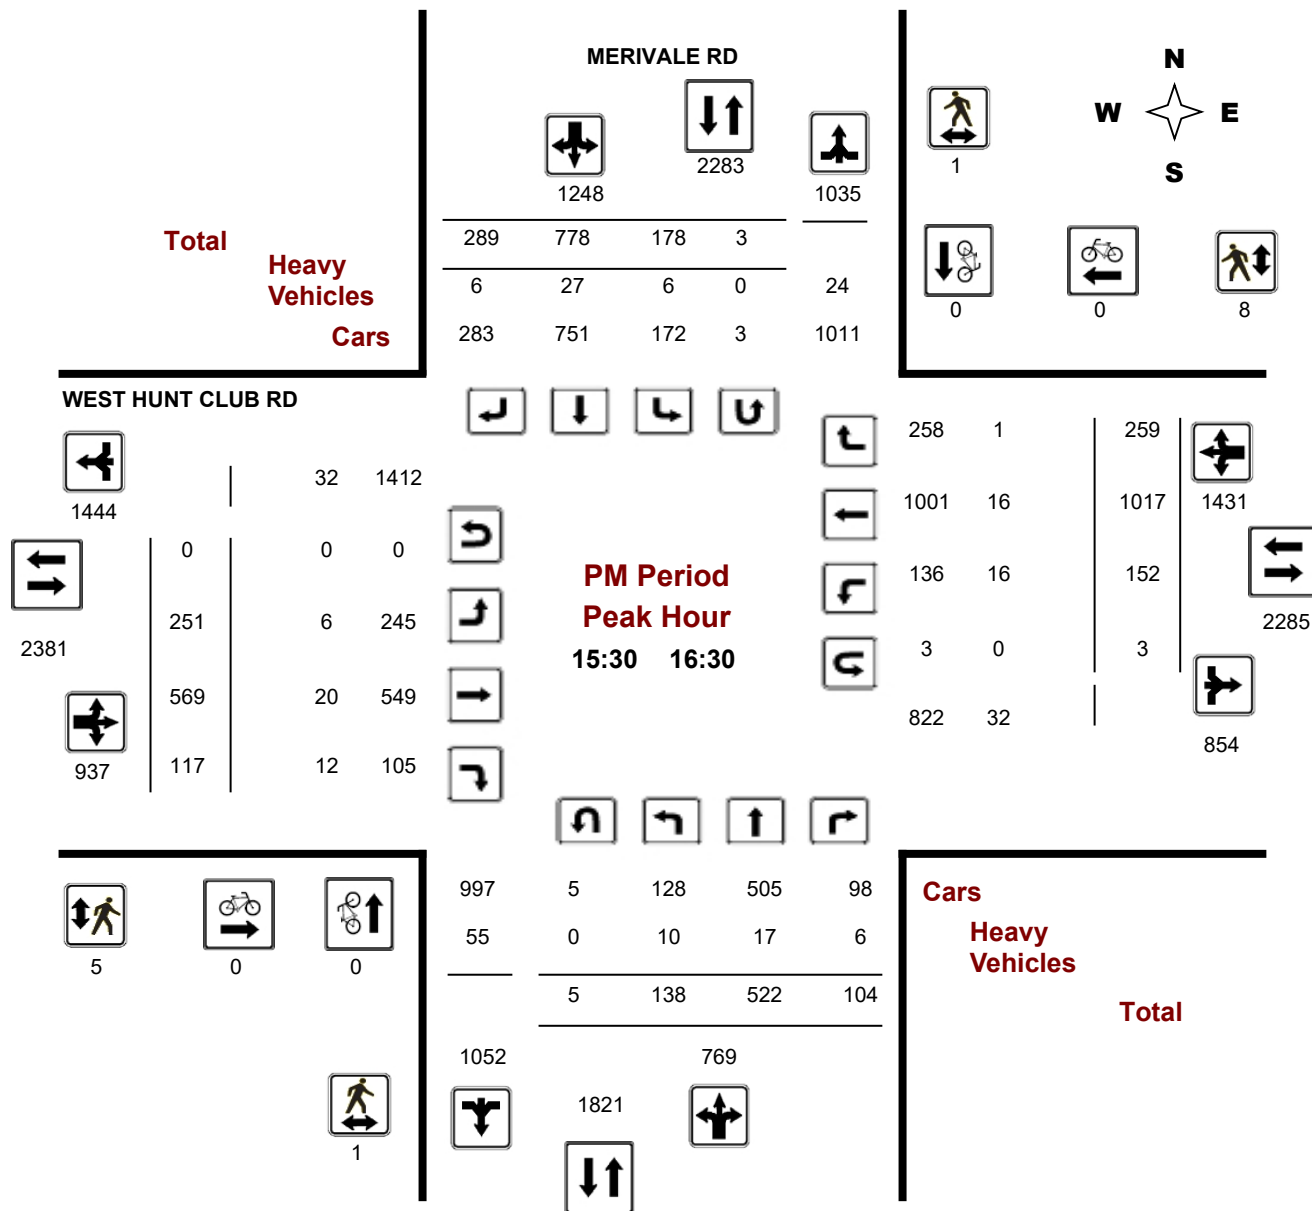 MERIVALE RD
N
W E
S
1248
2283
1035
1
Total
289 778 178 3
Heavy
Vehicles
6 27 6 0 24
Cars
283 751 172 3 1011
0 0 8
WEST HUNT CLUB RD
258 1 259
32 1412
1444
1001 16 1017 1431
0 0 0
PM Period
Peak Hour
15:30 16:30
136 16 152
251 6 245
2381
2285
3 0 3
569 20 549
822 32
854
937 117 12 105
997 5 128 505 98
Cars
55 0 10 17 6
Heavy
Vehicles
5 0 0
5 138 522 104
Total
1052 769
1821
1